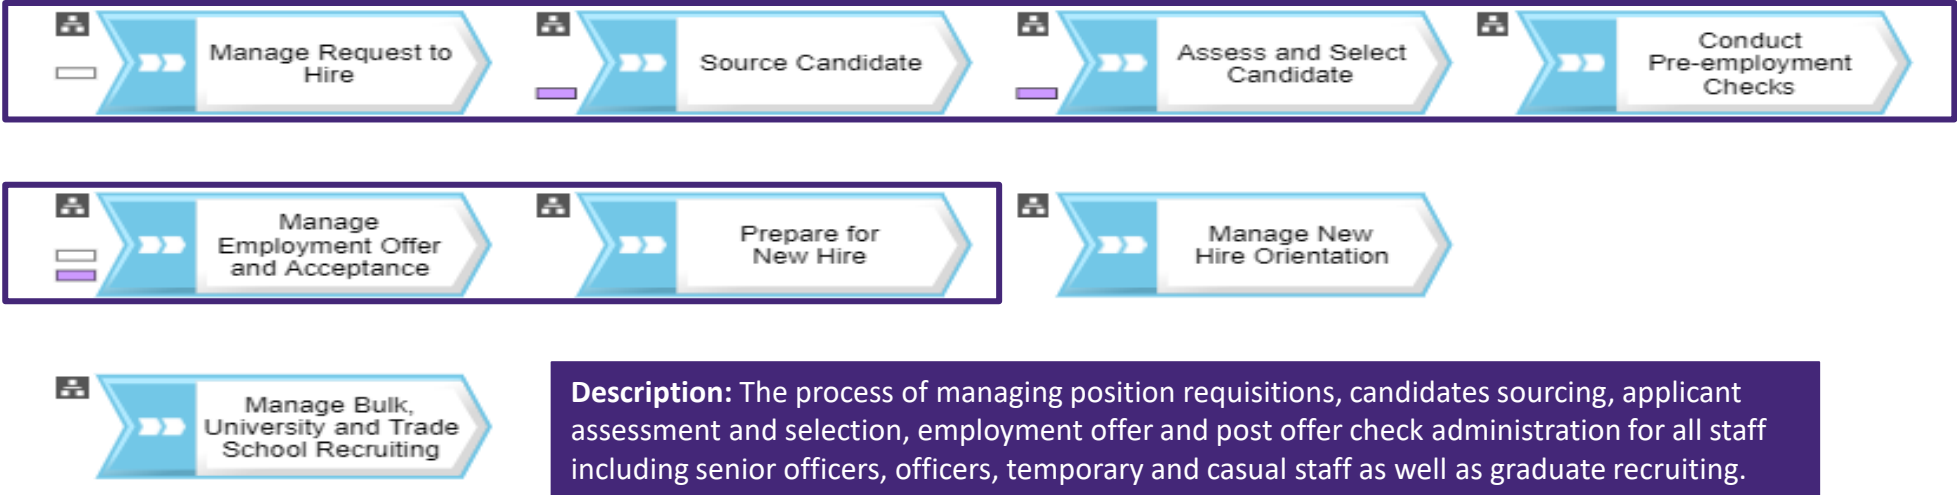 Manage Request to
Hire
Source Candidate
Assess and Select
Candidate
Conduct
Pre-employment
Checks
Manage
Employment Offer
and Acceptance
Prepare for
New Hire
Manage New
Hire Orientation
Manage Bulk,
University and Trade
School Recruiting
Description: The process of managing position requisitions, candidates sourcing, applicant
assessment and selection, employment offer and post offer check administration for all staff
including senior officers, officers, temporary and casual staff as well as graduate recruiting.